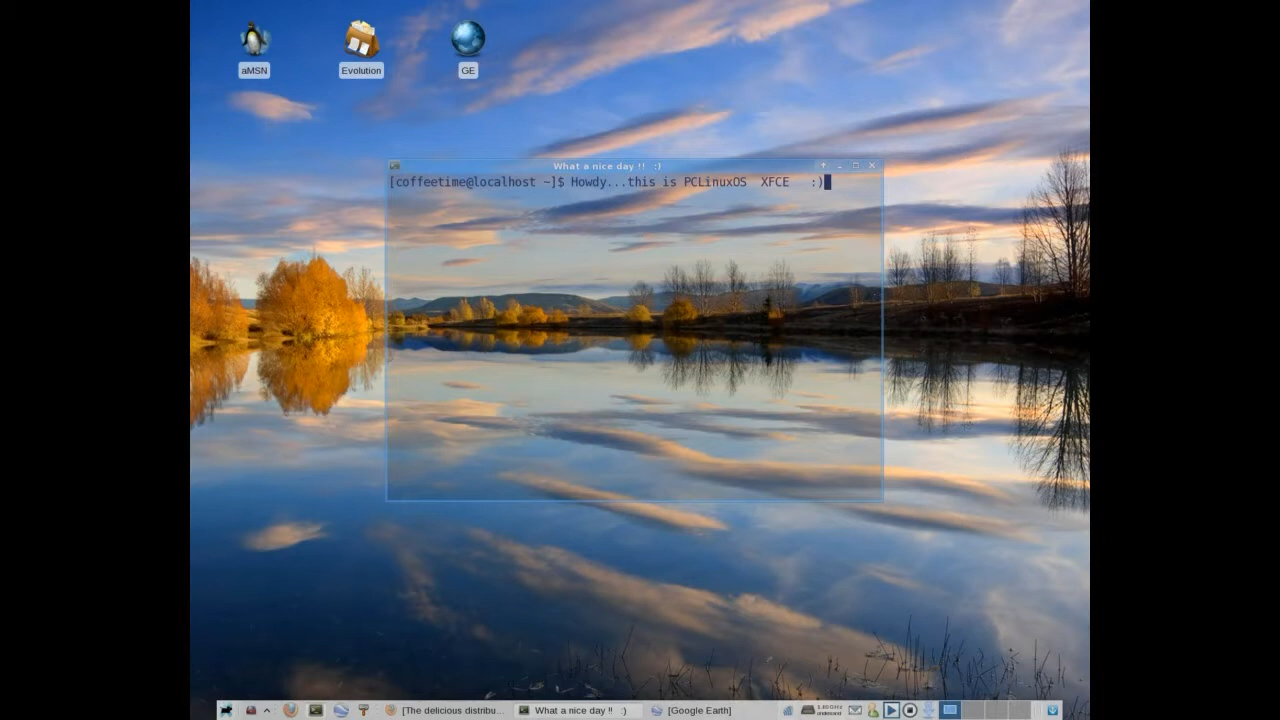 aMSN
Evolution
GE
What a nice day !!  :)
[coffeetime@localhost ~]$ Howdy...this is PCLinuxOS  XFCE   :)
[The delicious distribu...
What a nice day !!  :)
[Google Earth]
ondemand